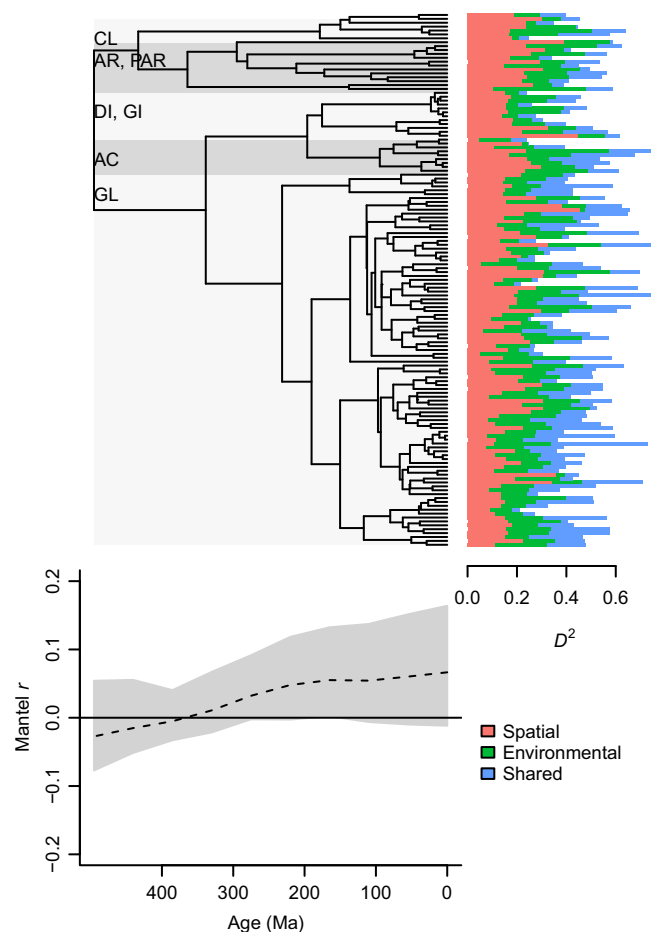 CL
AR, PAR
DI, GI
AC
GL
0.0 0.2 0.4 0.6
D²
0.2
0.1
0.0
−0.1
−0.2
Mantel r
400 300 200 100 0
Age (Ma)
Spatial
Environmental
Shared